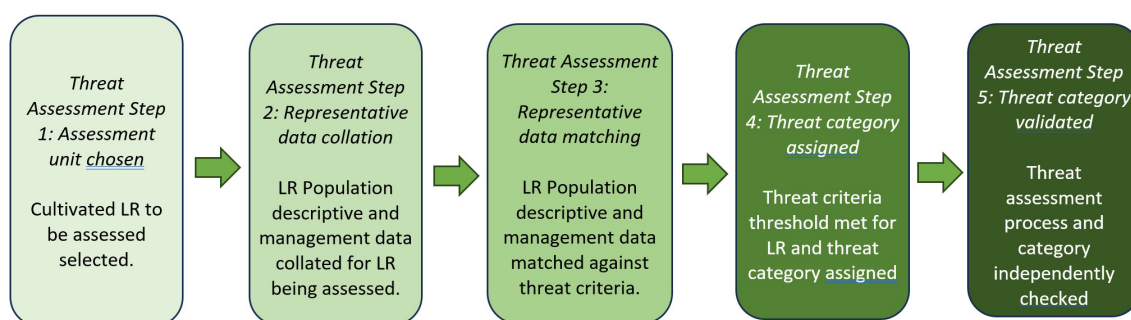 Threat
Assessment Step
1: Assessment
unit chosen
Cultivated LR to
be assessed
selected.
Threat
Assessment Step
2: Representative
data collation
LR Population
descriptive and
management data
collated for LR
being assessed.
Threat Assessment
Step 3:
Representative
data matching
LR Population
descriptive and
management data
matched against
threat criteria.
Threat
Assessment Step
4: Threat category
assigned
Threat criteria
threshold met for
LR and threat
category assigned
Threat
Assessment Step
5: Threat category
validated
Threat
assessment
process and
category
independently
checked